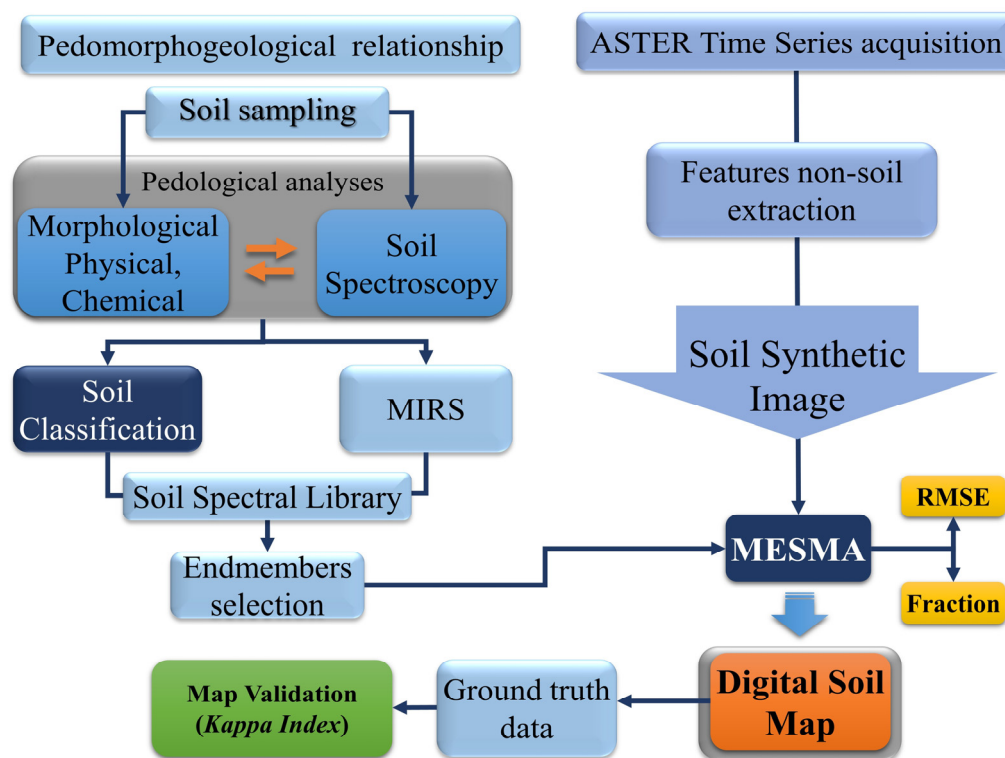 Pedomorphogeological relationship
Soil sampling
Pedological analyses
Morphological
Physical,
Chemical
Soil
Spectroscopy
Soil
Classification
MIRS
Soil Spectral Library
Endmembers
selection
ASTER Time Series acquisition
Features non-soil
extraction
Soil Synthetic
Image
MESMA
RMSE
Fraction
Digital Soil
Map
Ground truth
data
Map Validation
(Kappa Index)